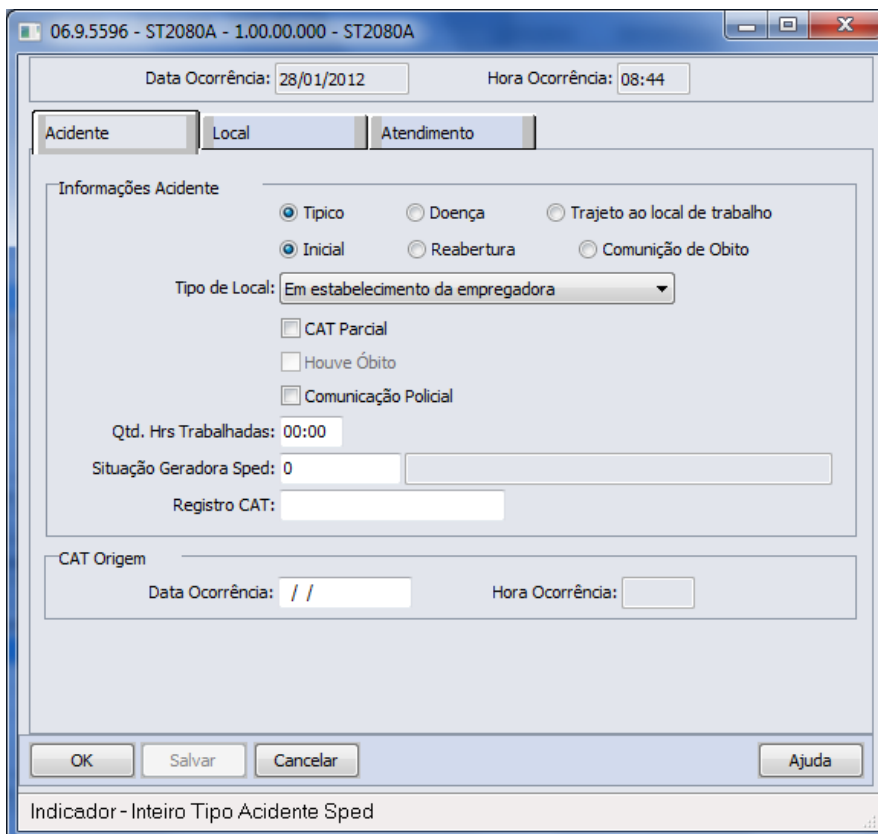 06.9.5596 - ST2080A - 1.00.00.000 - ST2080A
Data Ocorrência: 28/01/2012 Hora Ocorrência: 08:44
Acidente Local Atendimento
Informações Acidente
Tipico Doença Trajeto ao local de trabalho
Inicial Reabertura Comunição de Obito
Tipo de Local: Em estabelecimento da empregadora
CAT Parcial
Houve Óbito
Comunicação Policial
Qtd. Hrs Trabalhadas: 00:00
Situação Geradora Sped: 0
Registro CAT:
CAT Origem
Data Ocorrência: / / Hora Ocorrência:
OK Salvar Cancelar Ajuda
Indicador - Inteiro Tipo Acidente Sped